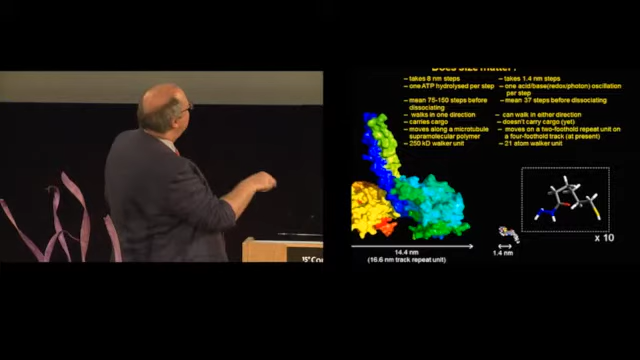 Does size matter?
– takes 8 nm steps
– one ATP hydrolysed per step
– mean 75-150 steps before
dissociating
– walks in one direction
– carries cargo
– moves along a microtubule
supramolecular polymer
– 250 kD walker unit
– takes 1.4 nm steps
– one acid/base(redox/photon) oscillation
per step
– mean 37 steps before dissociating
– can walk in either direction
– doesn't carry cargo (yet)
– moves on a two-foothold repeat unit on
a four-foothold track (at present)
– 21 atom walker unit
x 10
14.4 nm
(16.6 nm track repeat unit)
1.4 nm
15° Co